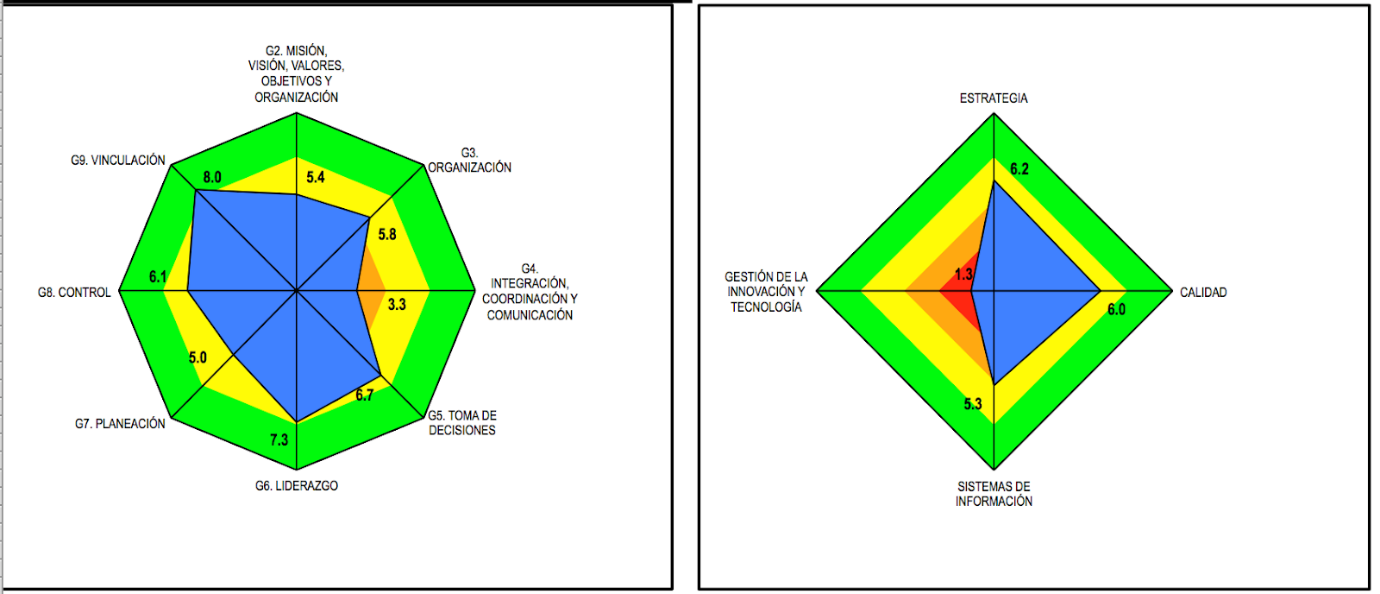 G2. MISIÓN,
VISIÓN, VALORES,
OBJETIVOS Y
ORGANIZACIÓN
G9. VINCULACIÓN
8.0
5.4
G3.
ORGANIZACIÓN
5.8
G4.
INTEGRACIÓN,
COORDINACIÓN Y
COMUNICACIÓN
6.1
G8. CONTROL
3.3
5.0
6.7
G7. PLANEACIÓN
G5. TOMA DE
DECISIONES
7.3
G6. LIDERAZGO
ESTRATEGIA
6.2
GESTIÓN DE LA
INNOVACIÓN Y
TECNOLOGÍA
1.3
CALIDAD
6.0
5.3
SISTEMAS DE
INFORMACIÓN